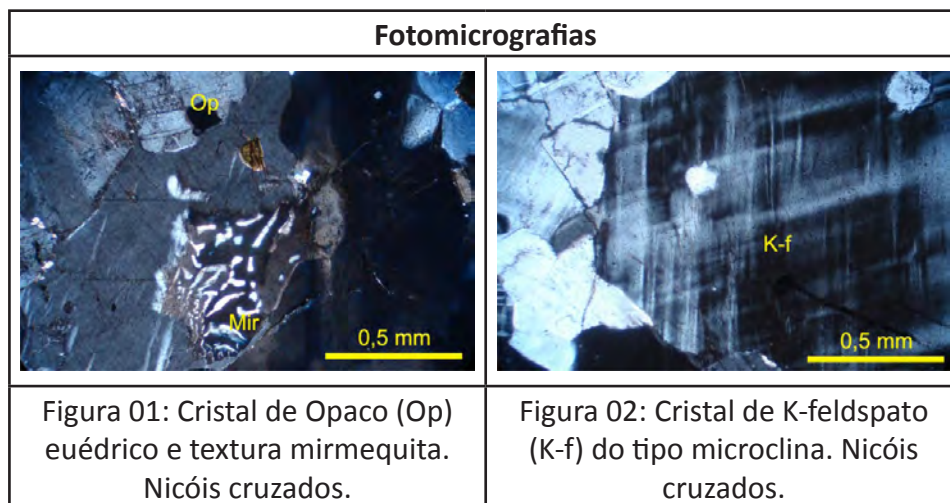 Fotomicrografias
Op
Mir
0,5 mm
K-f
0,5 mm
Figura 01: Cristal de Opaco (Op)
euédrico e textura mirmequita.
Nicóis cruzados.
Figura 02: Cristal de K-feldspato
(K-f) do tipo microclina. Nicóis
cruzados.